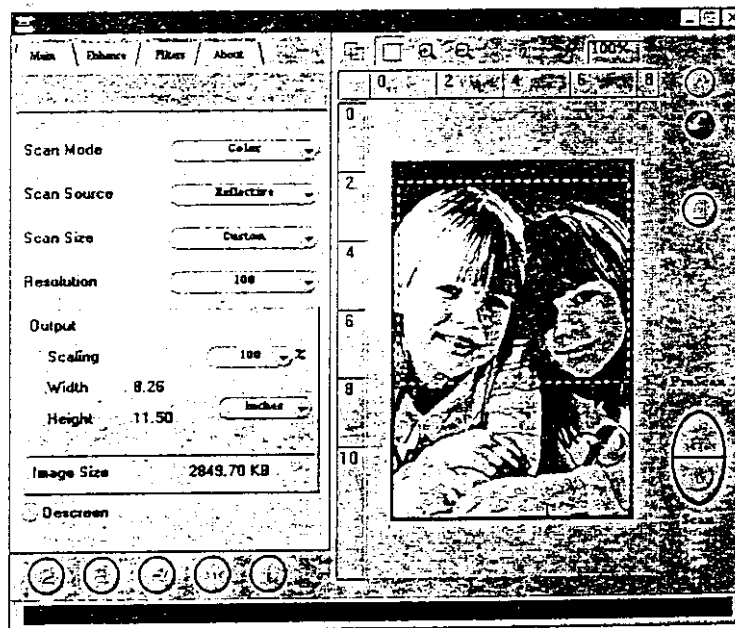 Main Enhance Filters About
100%
0 2 4 6 8
0
2
4
6
8
10
Scan Mode Color
Scan Source Reflective
Scan Size Custom
Resolution 100
Output
Scaling 100 %
Width 8.26
Height 11.50
Inches
Image Size 2849.70 KB
Descreen
PreScan
Scan